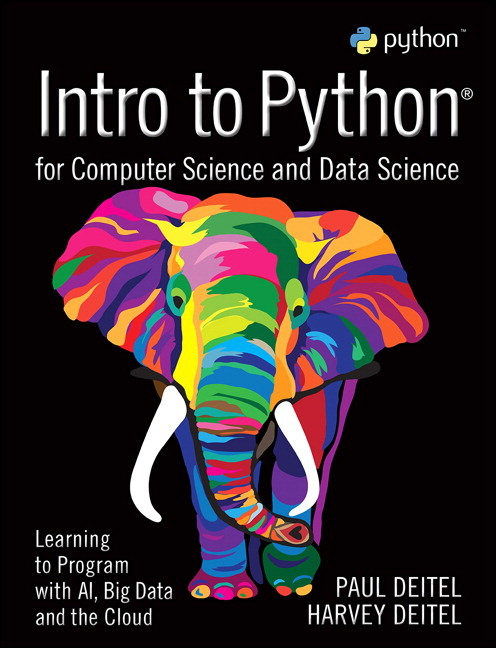 python™
Intro to Python®
for Computer Science and Data Science
Learning
to Program
with AI, Big Data
and the Cloud
PAUL DEITEL
HARVEY DEITEL